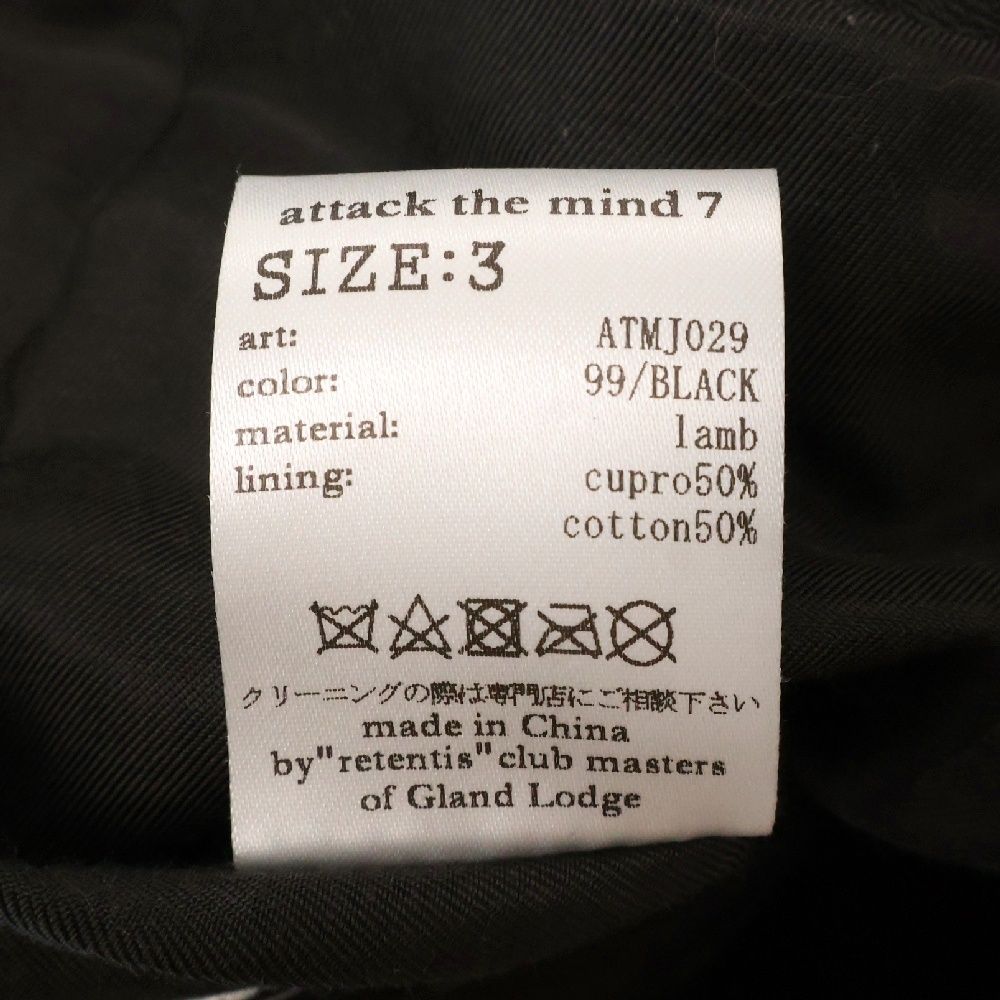 attack the mind 7
SIZE:3
art: ATMJ029
color: 99/BLACK
material: lamb
lining: cupro50%
cotton50%
クリーニングの際は専門店にご相談下さい
made in China
by"retentis"club masters
of Gland Lodge